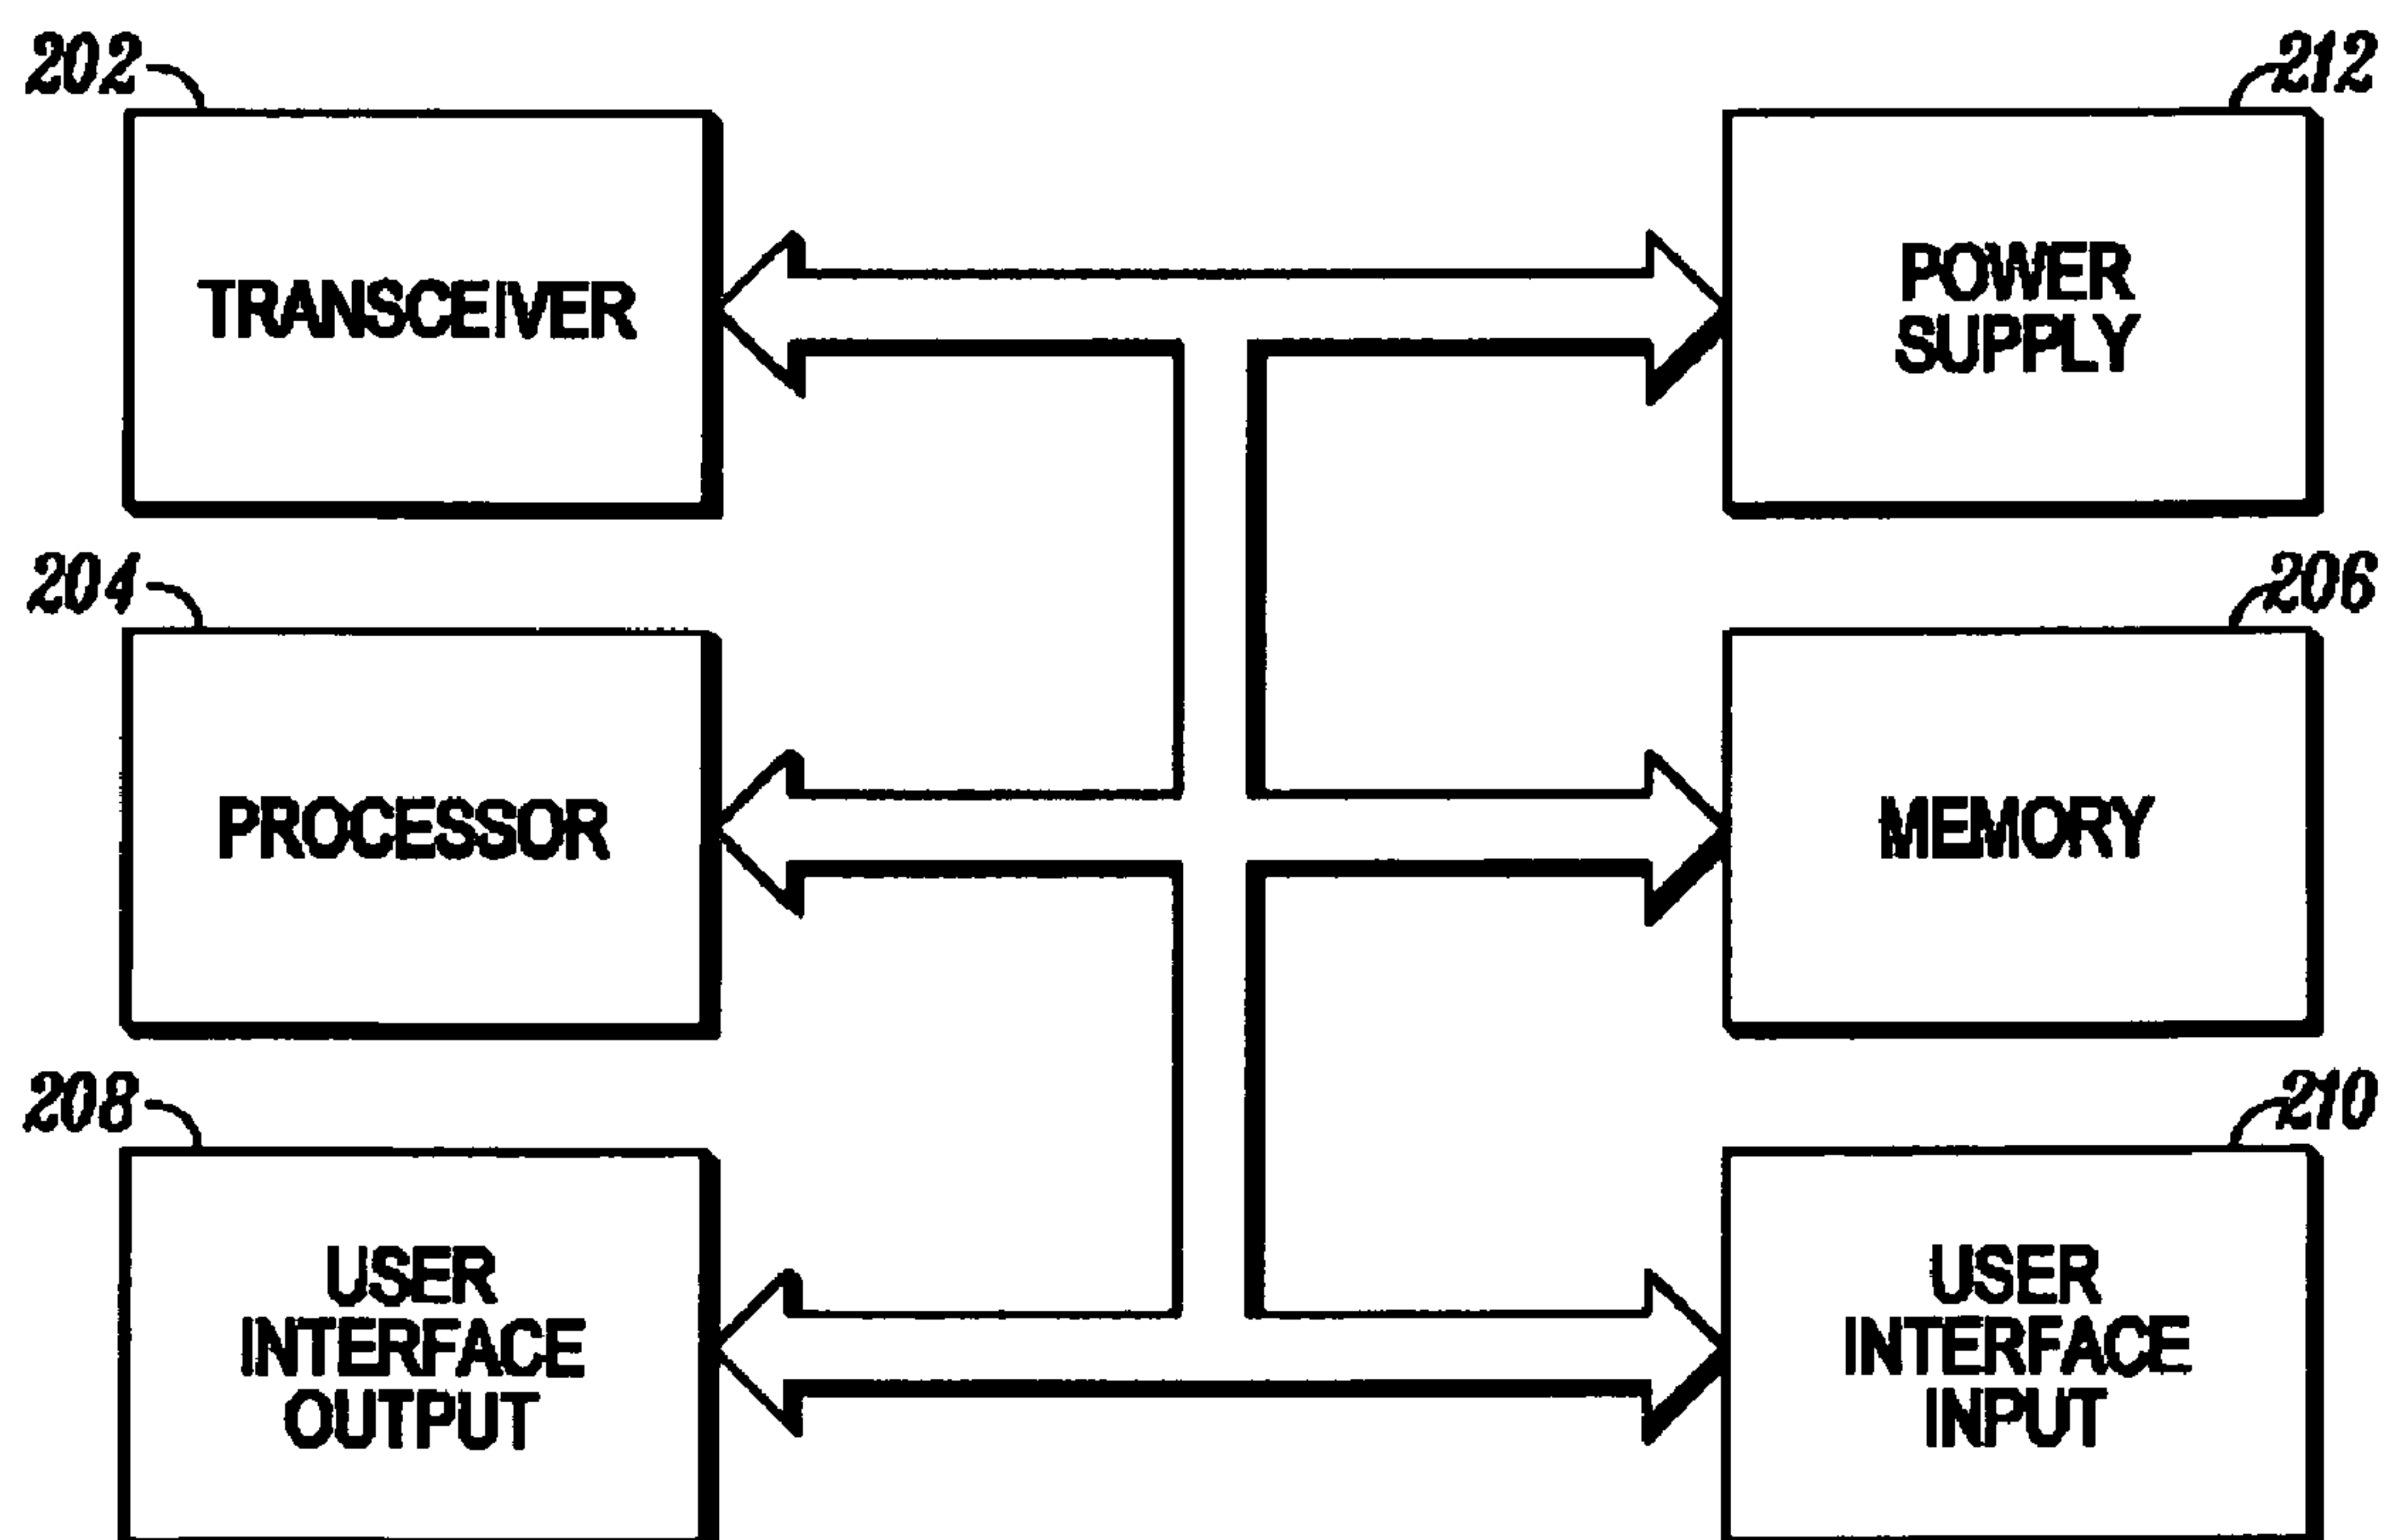 202
212
TRANSCEIVER
POWER
SUPPLY
204
206
PROCESSOR
MEMORY
208
210
USER
INTERFACE
OUTPUT
USER
INTERFACE
INPUT